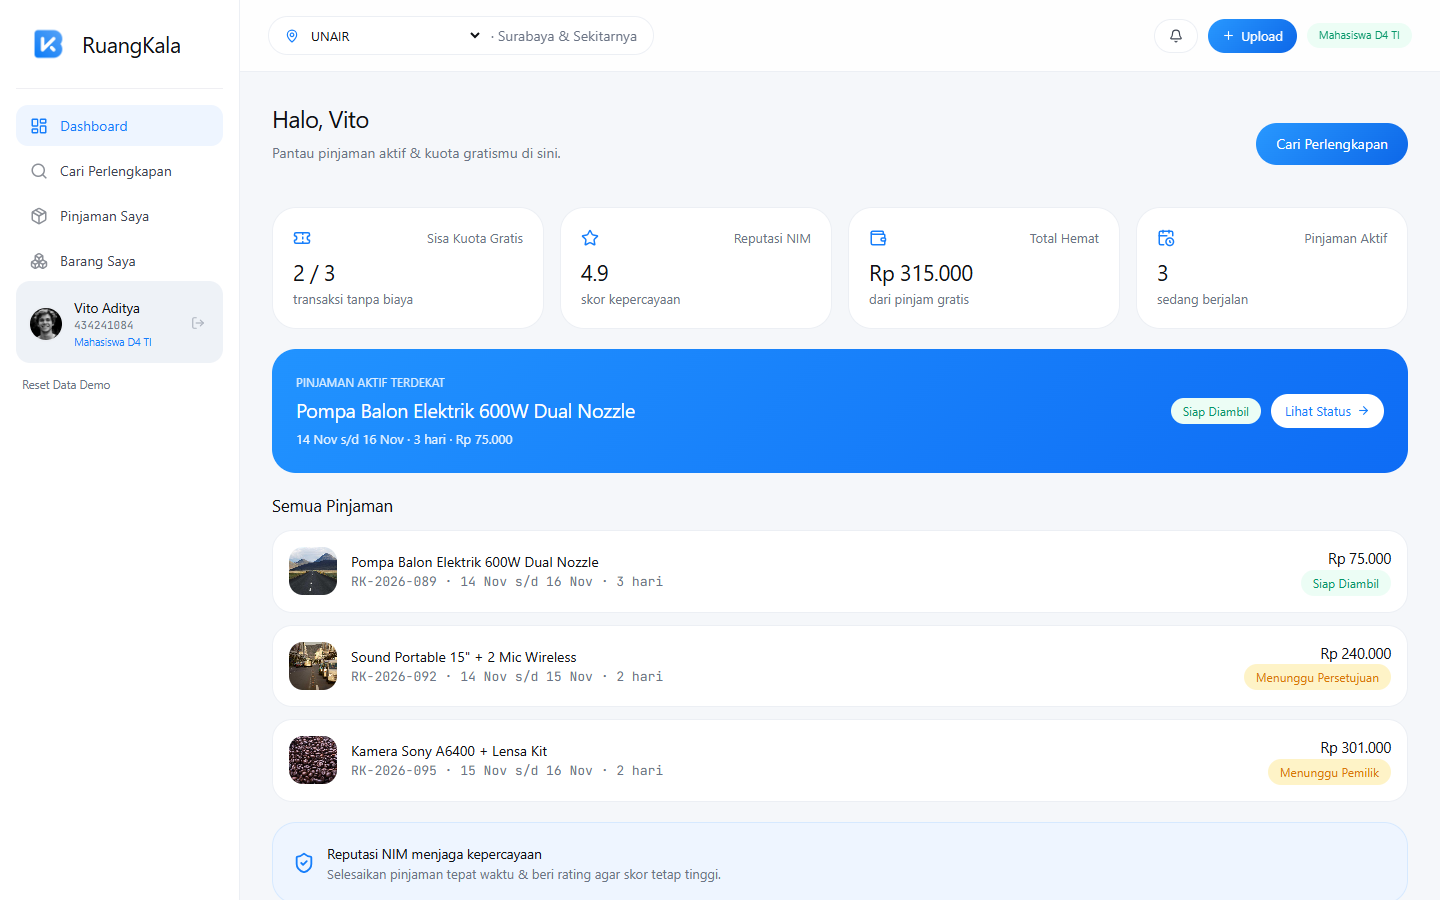 RuangKala
UNAIR
· Surabaya & Sekitarnya
+ Upload
Mahasiswa D4 TI
Dashboard
Cari Perlengkapan
Pinjaman Saya
Barang Saya
Vito Aditya
434241084
Mahasiswa D4 TI
Reset Data Demo
Halo, Vito
Pantau pinjaman aktif & kuota gratismu di sini.
Cari Perlengkapan
Sisa Kuota Gratis
2 / 3
transaksi tanpa biaya
Reputasi NIM
4.9
skor kepercayaan
Total Hemat
Rp 315.000
dari pinjam gratis
Pinjaman Aktif
3
sedang berjalan
PINJAMAN AKTIF TERDEKAT
Pompa Balon Elektrik 600W Dual Nozzle
14 Nov s/d 16 Nov · 3 hari · Rp 75.000
Siap Diambil
Lihat Status →
Semua Pinjaman
Pompa Balon Elektrik 600W Dual Nozzle
RK-2026-089 · 14 Nov s/d 16 Nov · 3 hari
Rp 75.000
Siap Diambil
Sound Portable 15" + 2 Mic Wireless
RK-2026-092 · 14 Nov s/d 15 Nov · 2 hari
Rp 240.000
Menunggu Persetujuan
Kamera Sony A6400 + Lensa Kit
RK-2026-095 · 15 Nov s/d 16 Nov · 2 hari
Rp 301.000
Menunggu Pemilik
Reputasi NIM menjaga kepercayaan
Selesaikan pinjaman tepat waktu & beri rating agar skor tetap tinggi.